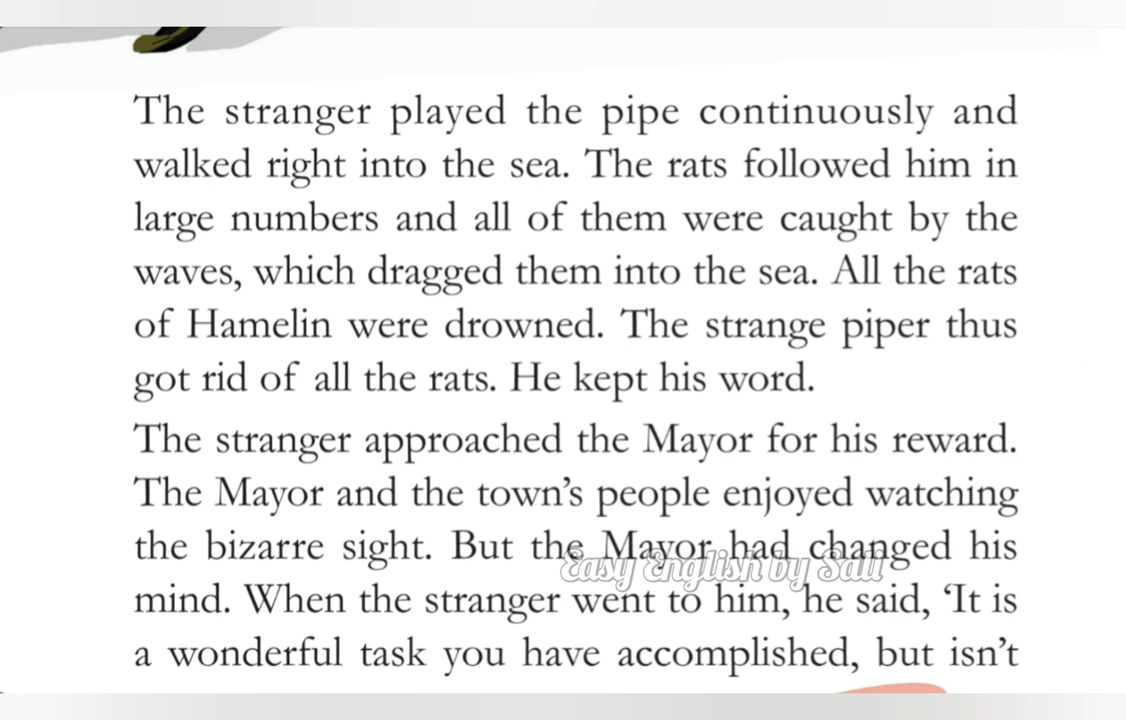 The stranger played the pipe continuously and
walked right into the sea. The rats followed him in
large numbers and all of them were caught by the
waves, which dragged them into the sea. All the rats
of Hamelin were drowned. The strange piper thus
got rid of all the rats. He kept his word.
The stranger approached the Mayor for his reward.
The Mayor and the town's people enjoyed watching
the bizarre sight. But the Mayor had changed his
Easy English by Sali
mind. When the stranger went to him, he said, ‘It is
a wonderful task you have accomplished, but isn't